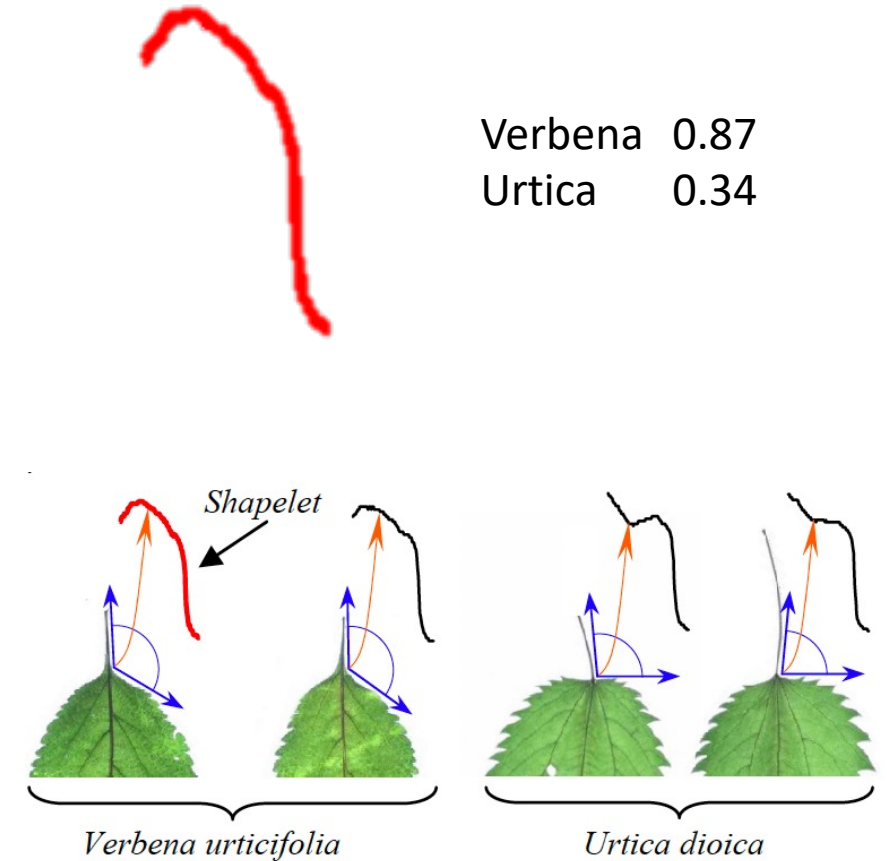 Verbena 0.87
Urtica 0.34
Shapelet
Verbena urticifolia
Urtica dioica